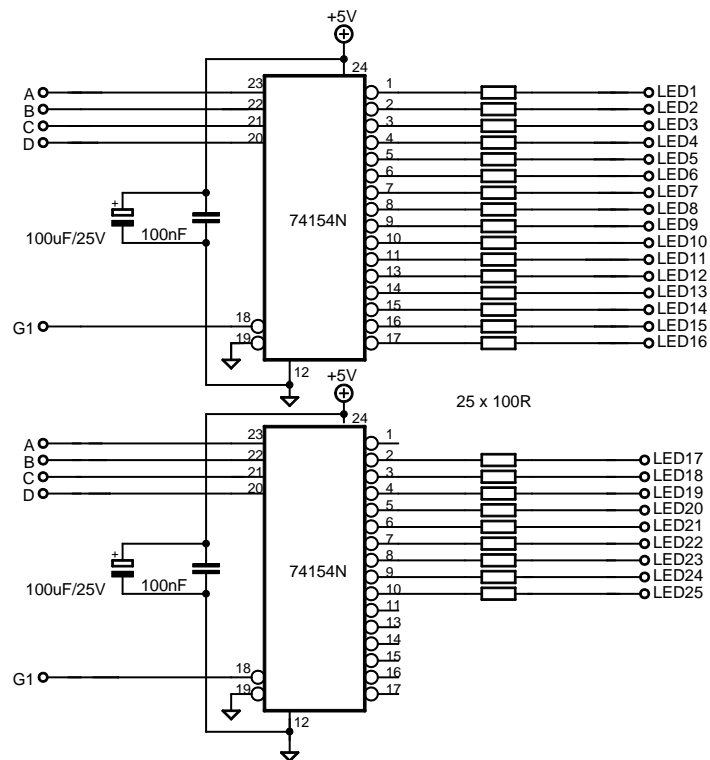 +5V
24
A
B
C
D
23
22
21
20
1
2
3
4
5
6
7
8
9
10
11
13
14
15
16
17
LED1
LED2
LED3
LED4
LED5
LED6
LED7
LED8
LED9
LED10
LED11
LED12
LED13
LED14
LED15
LED16
+
100uF/25V
100nF
74154N
G1
18
19
12
+5V
24
25 x 100R
A
B
C
D
23
22
21
20
1
2
3
4
5
6
7
8
9
10
11
13
14
15
16
17
LED17
LED18
LED19
LED20
LED21
LED22
LED23
LED24
LED25
+
100uF/25V
100nF
74154N
G1
18
19
12